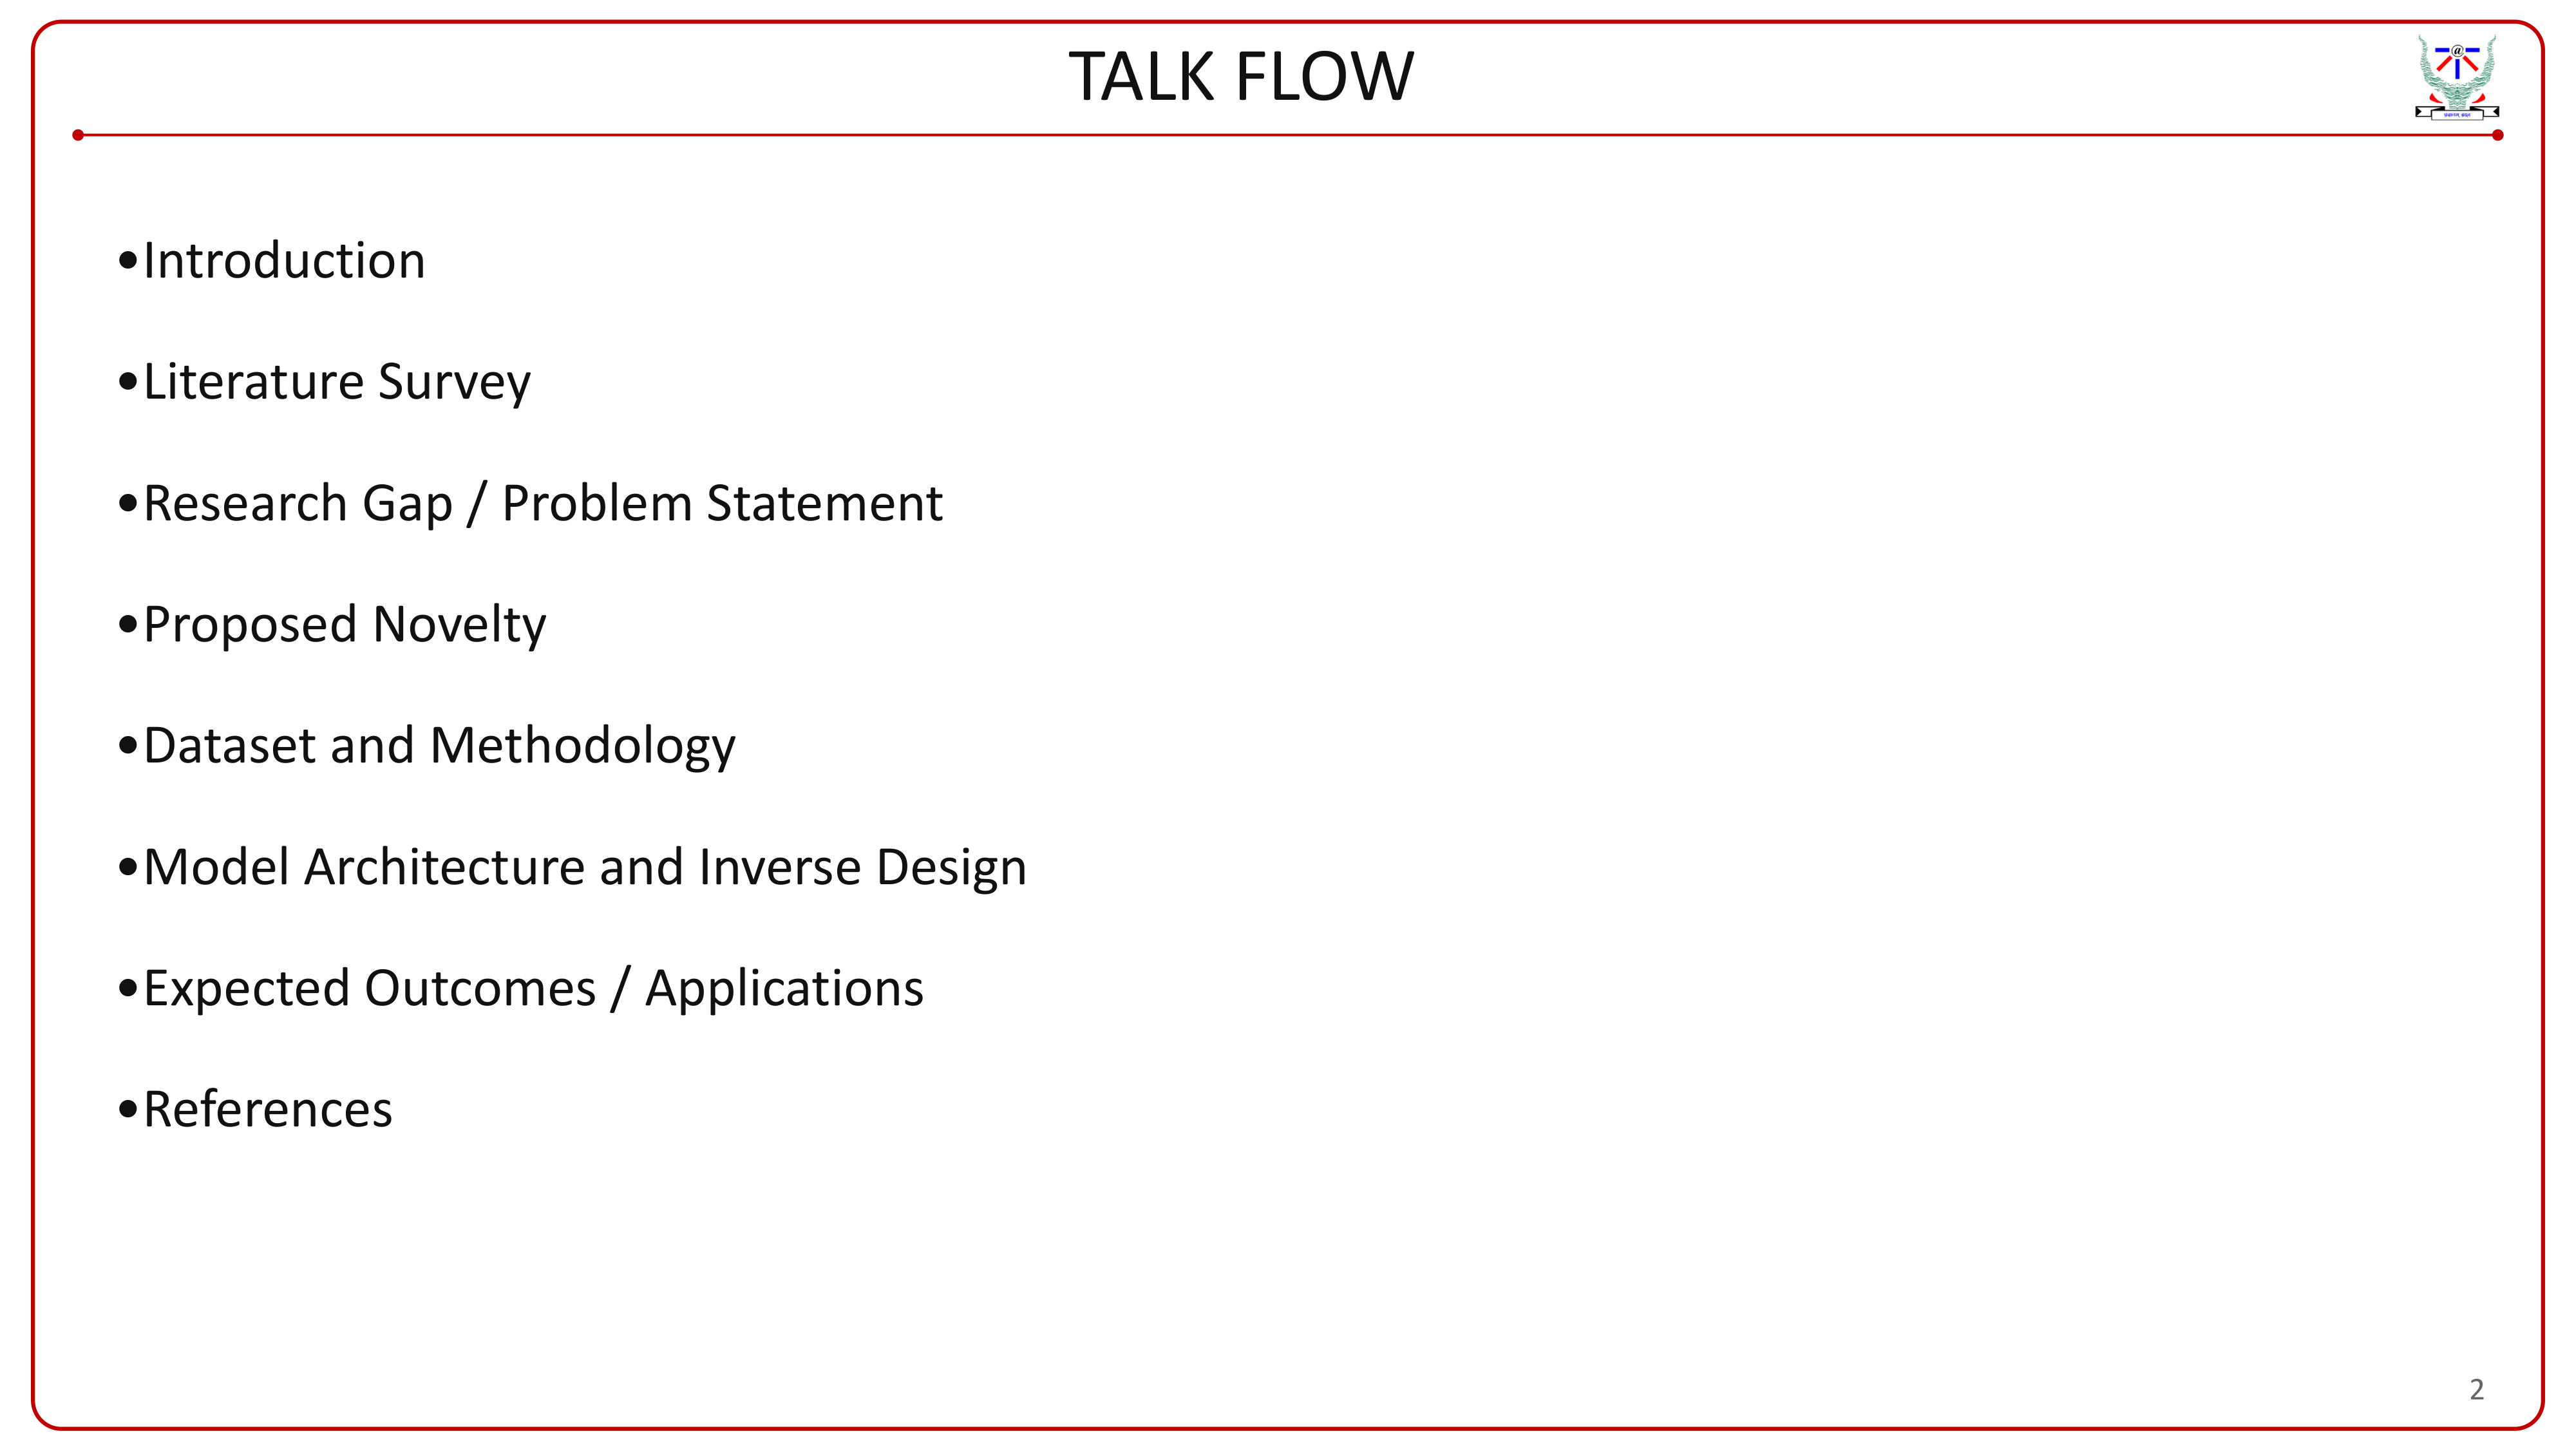 TALK FLOW
@
•Introduction
•Literature Survey
•Research Gap / Problem Statement
•Proposed Novelty
•Dataset and Methodology
•Model Architecture and Inverse Design
•Expected Outcomes / Applications
•References
2